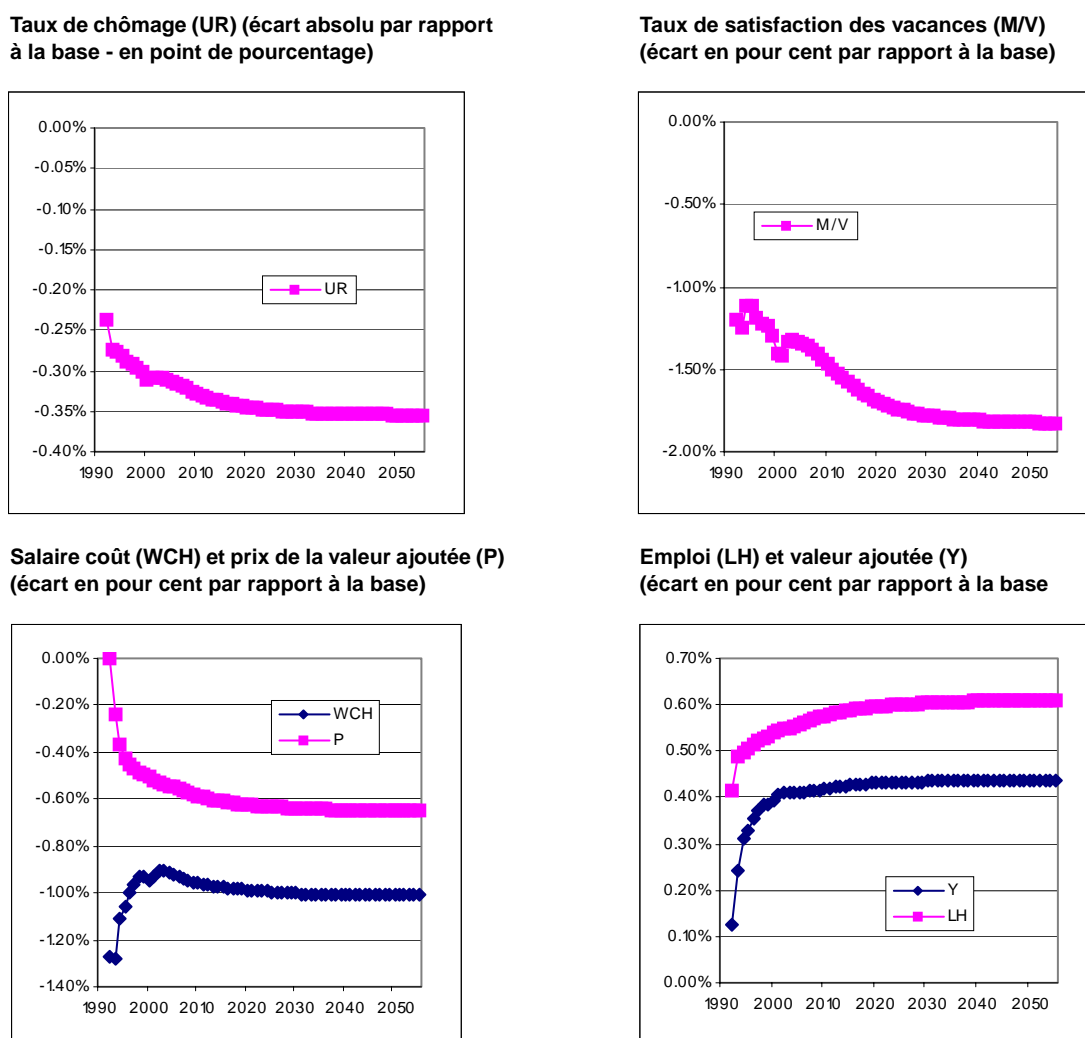 Taux de chômage (UR) (écart absolu par rapport
à la base - en point de pourcentage)
0.00%
-0.05%
-0.10%
-0.15%
-0.20%
-0.25%
-0.30%
-0.35%
-0.40%
1990 2000 2010 2020 2030 2040 2050
UR
Taux de satisfaction des vacances (M/V)
(écart en pour cent par rapport à la base)
0.00%
-0.50%
-1.00%
-1.50%
-2.00%
1990 2000 2010 2020 2030 2040 2050
M/V
Salaire coût (WCH) et prix de la valeur ajoutée (P)
(écart en pour cent par rapport à la base)
0.00%
-0.20%
-0.40%
-0.60%
-0.80%
-1.00%
-1.20%
-1.40%
1990 2000 2010 2020 2030 2040 2050
WCH
P
Emploi (LH) et valeur ajoutée (Y)
(écart en pour cent par rapport à la base
0.70%
0.60%
0.50%
0.40%
0.30%
0.20%
0.10%
0.00%
1990 2000 2010 2020 2030 2040 2050
Y
LH